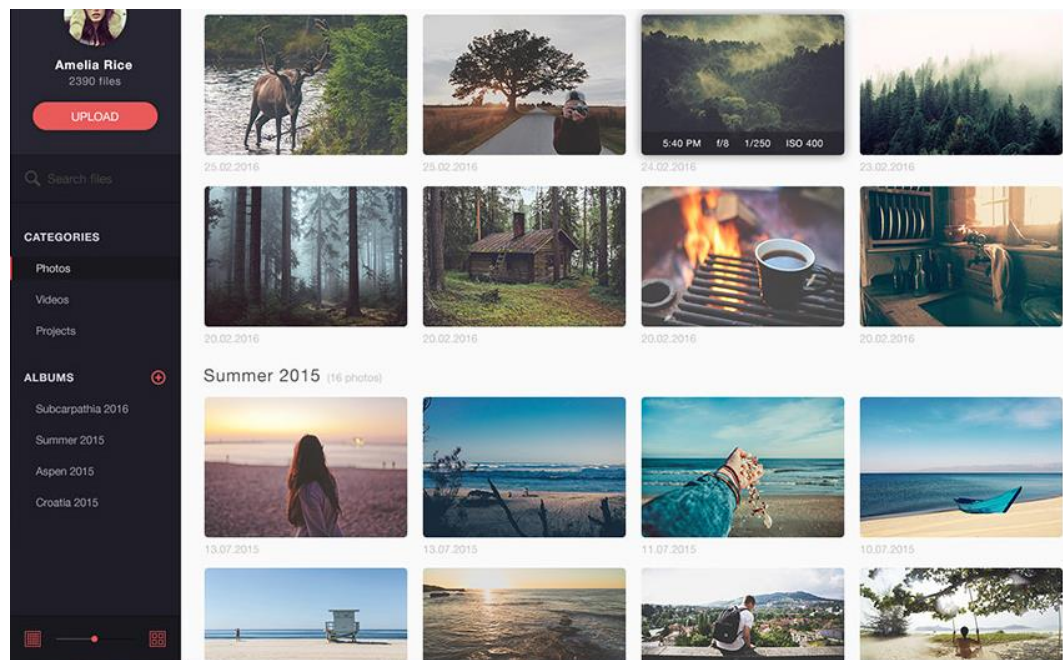 Amelia Rice
2390 files
UPLOAD
Search files
CATEGORIES
Photos
Videos
Projects
ALBUMS
Subcarpathia 2016
Summer 2015
Aspen 2015
Croatia 2015
5:40 PM f/8 1/250 ISO 400
25.02.2016 25.02.2016 24.02.2016 23.02.2016
20.02.2016 20.02.2016 20.02.2016 20.02.2016
Summer 2015 (16 photos)
13.07.2015 13.07.2015 11.07.2015 10.07.2015